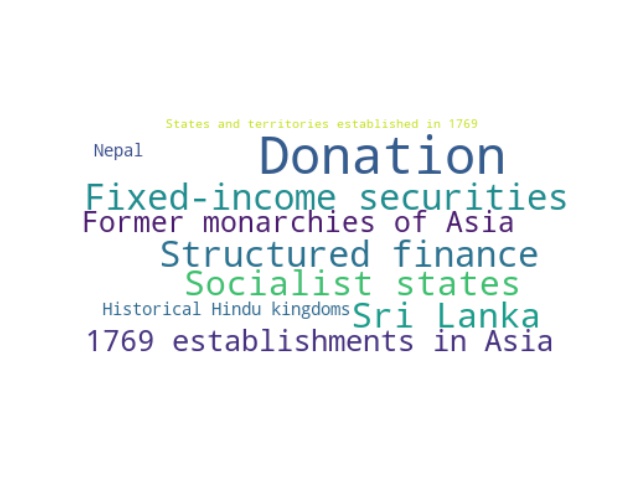 States and territories established in 1769
Nepal
Donation
Fixed-income securities
Former monarchies of Asia
Structured finance
Socialist states
Historical Hindu kingdoms
Sri Lanka
1769 establishments in Asia